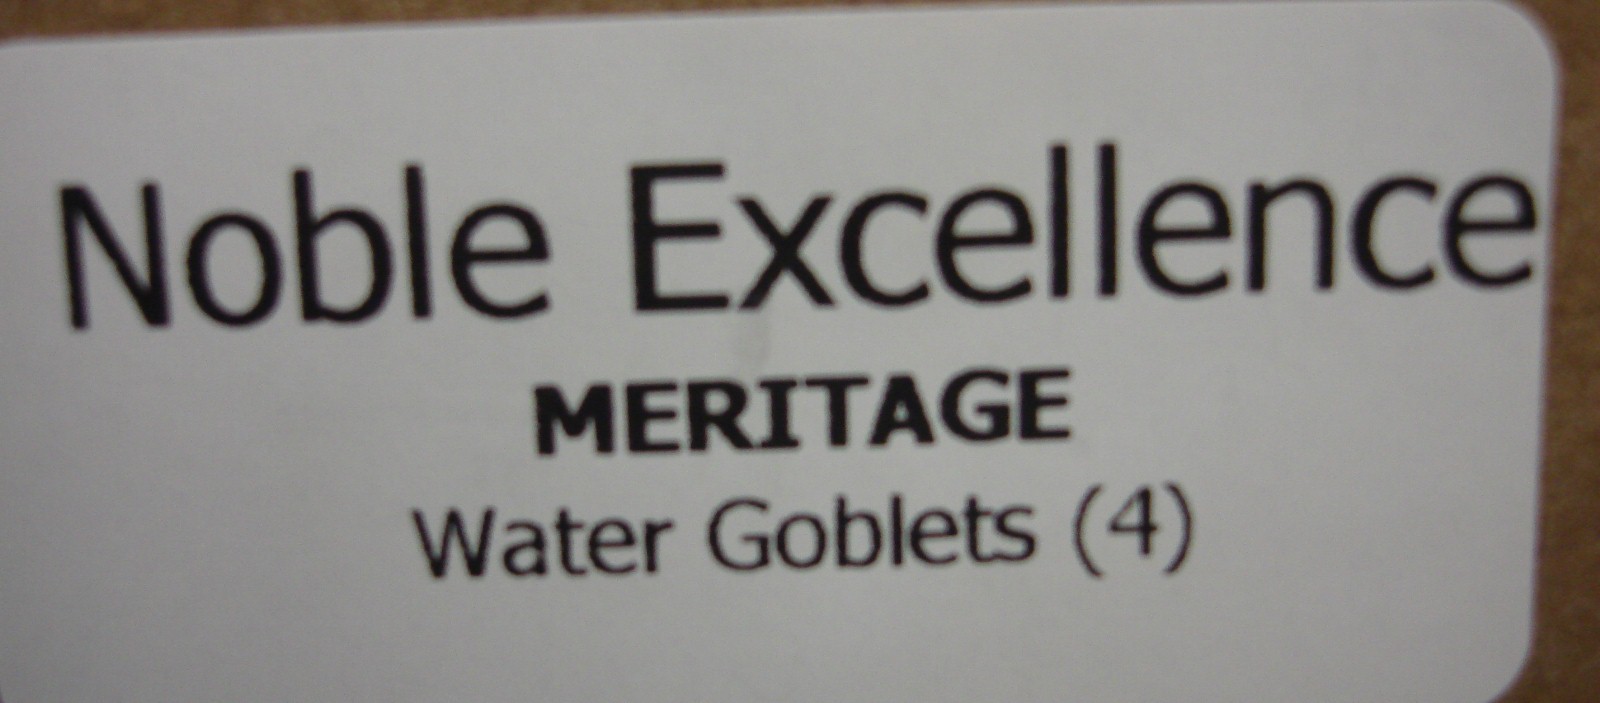 Noble Excellence
MERITAGE
Water Goblets (4)